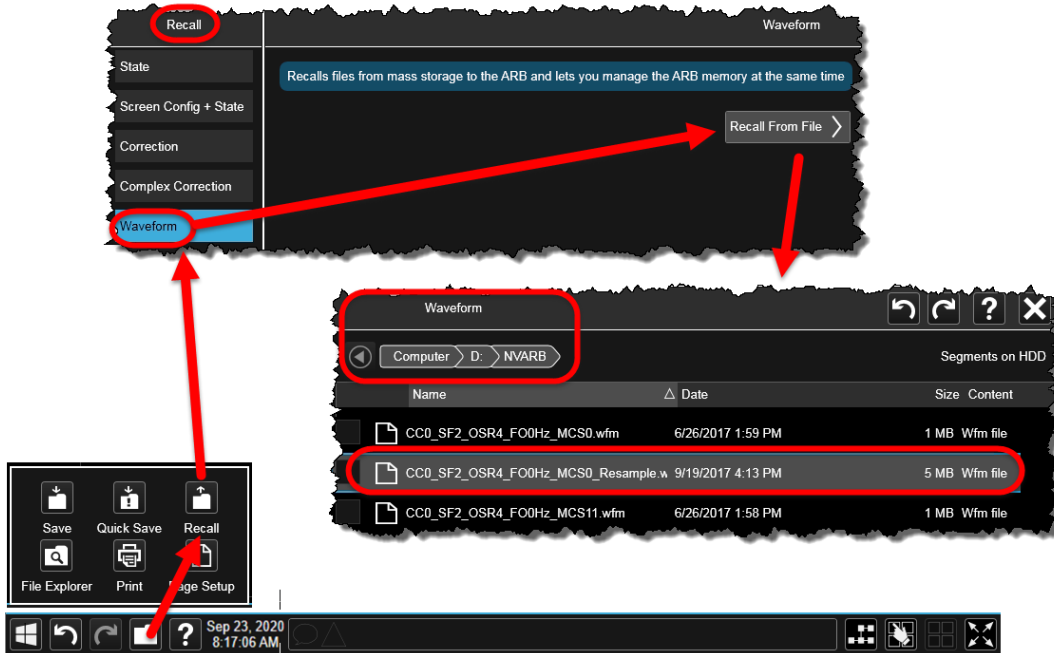 Recall
Waveform
State
Recalls files from mass storage to the ARB and lets you manage the ARB memory at the same time
Screen Config + State
Recall From File
Correction
Complex Correction
Waveform
Waveform
?
Computer D: NVARB
Segments on HDD
Name Date Size Content
CC0_SF2_OSR4_FO0Hz_MCS0.wfm 6/26/2017 1:59 PM 1 MB Wfm file
CC0_SF2_OSR4_FO0Hz_MCS0_Resample.w 9/19/2017 4:13 PM 5 MB Wfm file
CC0_SF2_OSR4_FO0Hz_MCS11.wfm 6/26/2017 1:58 PM 1 MB Wfm file
Save Quick Save Recall
File Explorer Print Page Setup
? Sep 23, 2020
8:17:06 AM